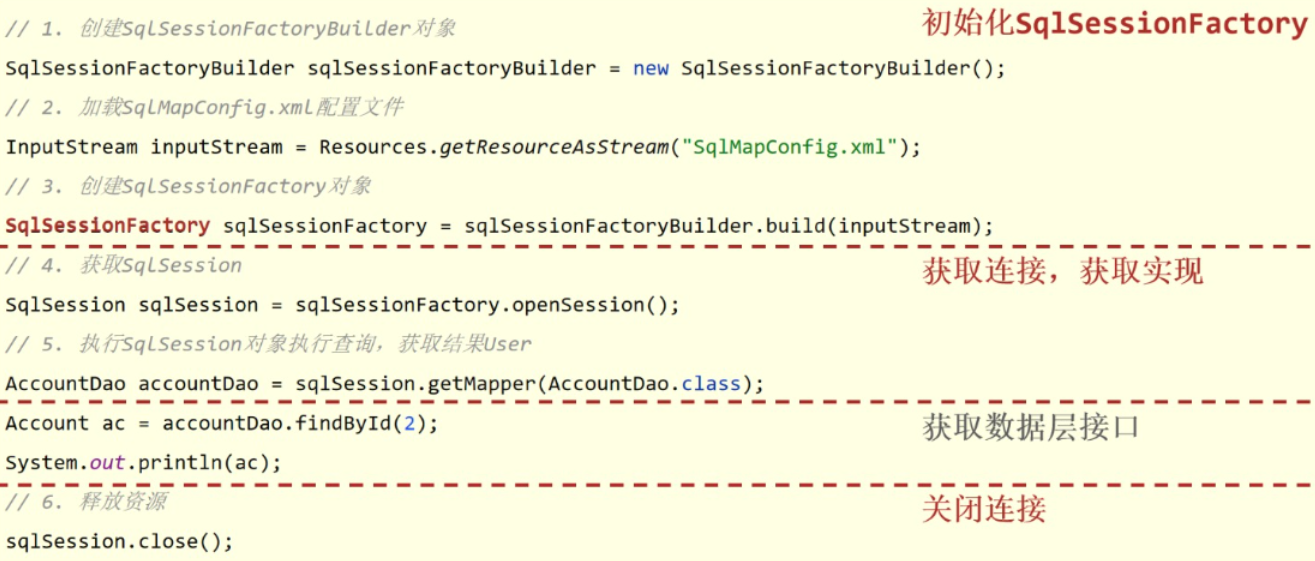 // 1. 创建SqlSessionFactoryBuilder对象
初始化SqlSessionFactory
SqlSessionFactoryBuilder sqlSessionFactoryBuilder = new SqlSessionFactoryBuilder();
// 2. 加载SqlMapConfig.xml配置文件
InputStream inputStream = Resources.getResourceAsStream("SqlMapConfig.xml");
// 3. 创建SqlSessionFactory对象
SqlSessionFactory sqlSessionFactory = sqlSessionFactoryBuilder.build(inputStream);
// 4. 获取SqlSession
获取连接，获取实现
SqlSession sqlSession = sqlSessionFactory.openSession();
// 5. 执行SqlSession对象执行查询，获取结果User
AccountDao accountDao = sqlSession.getMapper(AccountDao.class);
Account ac = accountDao.findById(2);
获取数据层接口
System.out.println(ac);
// 6. 释放资源
关闭连接
sqlSession.close();